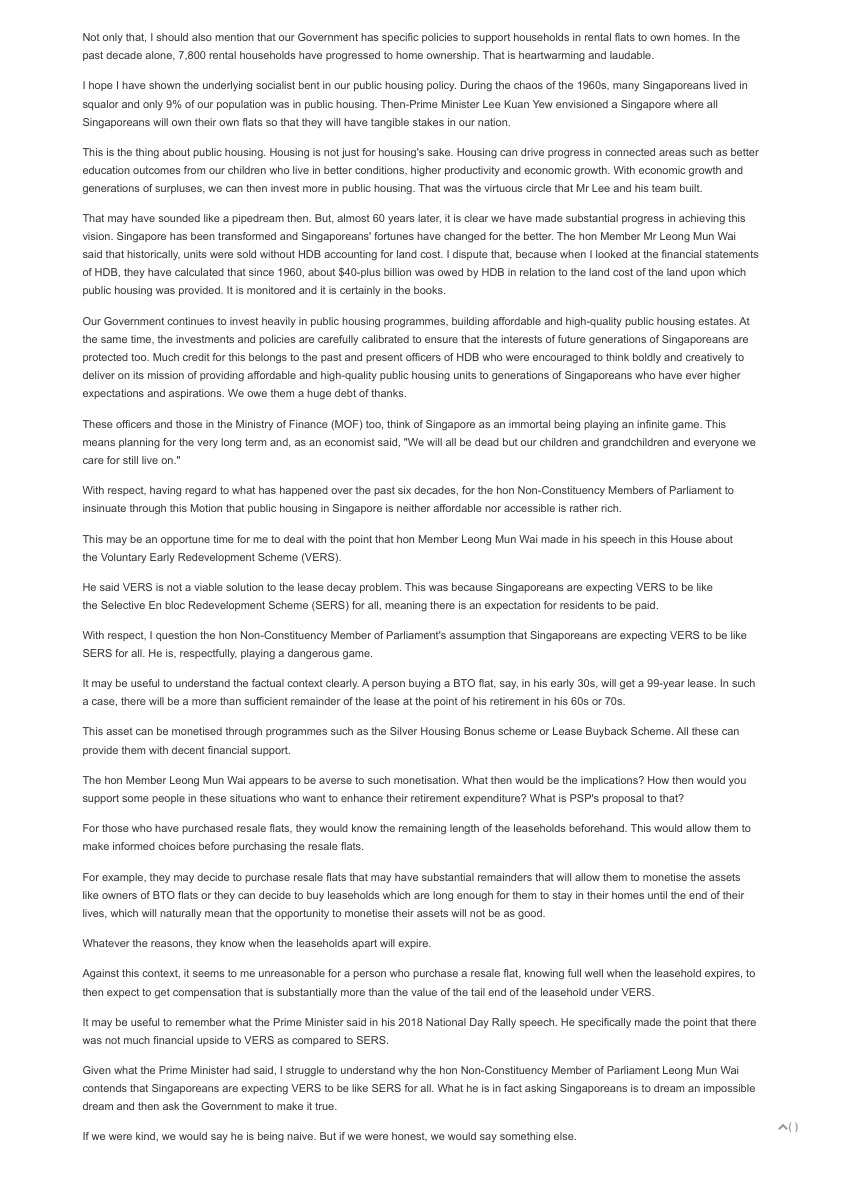 Not only that, I should also mention that our Government has specific policies to support households in rental flats to own homes. In the
past decade alone, 7,800 rental households have progressed to home ownership. That is heartwarming and laudable.
I hope I have shown the underlying socialist bent in our public housing policy. During the chaos of the 1960s, many Singaporeans lived in
squalor and only 9% of our population was in public housing. Then-Prime Minister Lee Kuan Yew envisioned a Singapore where all
Singaporeans will own their own flats so that they will have tangible stakes in our nation.
This is the thing about public housing. Housing is not just for housing's sake. Housing can drive progress in connected areas such as better
education outcomes from our children who live in better conditions, higher productivity and economic growth. With economic growth and
generations of surpluses, we can then invest more in public housing. That was the virtuous circle that Mr Lee and his team built.
That may have sounded like a pipedream then. But, almost 60 years later, it is clear we have made substantial progress in achieving this
vision. Singapore has been transformed and Singaporeans' fortunes have changed for the better. The hon Member Mr Leong Mun Wai
said that historically, units were sold without HDB accounting for land cost. I dispute that, because when I looked at the financial statements
of HDB, they have calculated that since 1960, about $40-plus billion was owed by HDB in relation to the land cost of the land upon which
public housing was provided. It is monitored and it is certainly in the books.
Our Government continues to invest heavily in public housing programmes, building affordable and high-quality public housing estates. At
the same time, the investments and policies are carefully calibrated to ensure that the interests of future generations of Singaporeans are
protected too. Much credit for this belongs to the past and present officers of HDB who were encouraged to think boldly and creatively to
deliver on its mission of providing affordable and high-quality public housing units to generations of Singaporeans who have ever higher
expectations and aspirations. We owe them a huge debt of thanks.
These officers and those in the Ministry of Finance (MOF) too, think of Singapore as an immortal being playing an infinite game. This
means planning for the very long term and, as an economist said, "We will all be dead but our children and grandchildren and everyone we
care for still live on."
With respect, having regard to what has happened over the past six decades, for the hon Non-Constituency Members of Parliament to
insinuate through this Motion that public housing in Singapore is neither affordable nor accessible is rather rich.
This may be an opportune time for me to deal with the point that hon Member Leong Mun Wai made in his speech in this House about
the Voluntary Early Redevelopment Scheme (VERS).
He said VERS is not a viable solution to the lease decay problem. This was because Singaporeans are expecting VERS to be like
the Selective En bloc Redevelopment Scheme (SERS) for all, meaning there is an expectation for residents to be paid.
With respect, I question the hon Non-Constituency Member of Parliament's assumption that Singaporeans are expecting VERS to be like
SERS for all. He is, respectfully, playing a dangerous game.
It may be useful to understand the factual context clearly. A person buying a BTO flat, say, in his early 30s, will get a 99-year lease. In such
a case, there will be a more than sufficient remainder of the lease at the point of his retirement in his 60s or 70s.
This asset can be monetised through programmes such as the Silver Housing Bonus scheme or Lease Buyback Scheme. All these can
provide them with decent financial support.
The hon Member Leong Mun Wai appears to be averse to such monetisation. What then would be the implications? How then would you
support some people in these situations who want to enhance their retirement expenditure? What is PSP's proposal to that?
For those who have purchased resale flats, they would know the remaining length of the leaseholds beforehand. This would allow them to
make informed choices before purchasing the resale flats.
For example, they may decide to purchase resale flats that may have substantial remainders that will allow them to monetise the assets
like owners of BTO flats or they can decide to buy leaseholds which are long enough for them to stay in their homes until the end of their
lives, which will naturally mean that the opportunity to monetise their assets will not be as good.
Whatever the reasons, they know when the leaseholds apart will expire.
Against this context, it seems to me unreasonable for a person who purchase a resale flat, knowing full well when the leasehold expires, to
then expect to get compensation that is substantially more than the value of the tail end of the leasehold under VERS.
It may be useful to remember what the Prime Minister said in his 2018 National Day Rally speech. He specifically made the point that there
was not much financial upside to VERS as compared to SERS.
Given what the Prime Minister had said, I struggle to understand why the hon Non-Constituency Member of Parliament Leong Mun Wai
contends that Singaporeans are expecting VERS to be like SERS for all. What he is in fact asking Singaporeans is to dream an impossible
dream and then ask the Government to make it true.
If we were kind, we would say he is being naive. But if we were honest, we would say something else.
()